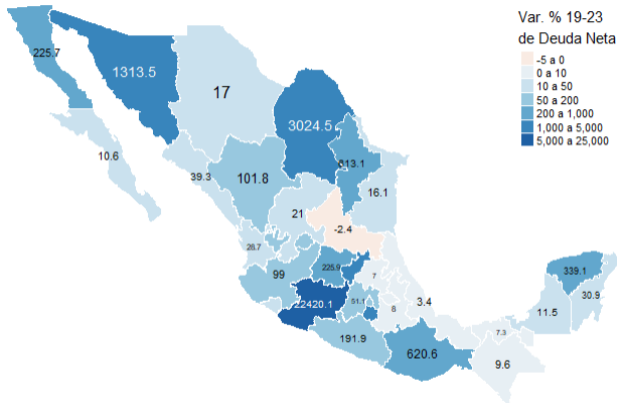 Var. % 19-23
de Deuda Neta
-5 a 0
0 a 10
10 a 50
50 a 200
200 a 1,000
1,000 a 5,000
5,000 a 25,000
225.7
1313.5
17
3024.5
613.1
10.6
39.3
101.8
16.1
21
-2.4
28.7
225.9
99
7
22420.1
51.1
8
3.4
191.9
620.6
7.3
9.6
339.1
30.9
11.5